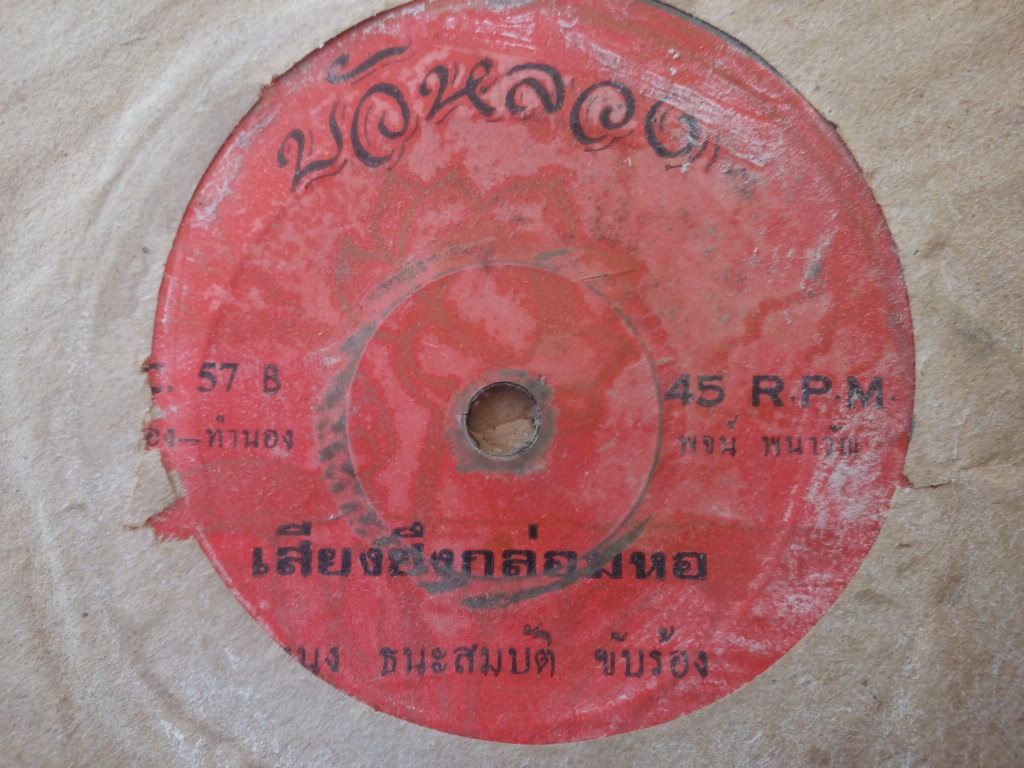 บัวหลวง
57 B 45 R.P.M.
ทำนอง พจน์ พนาวัน
เสียงอึ่งกล่อมหอ
ธนะสมบัติ ขับร้อง